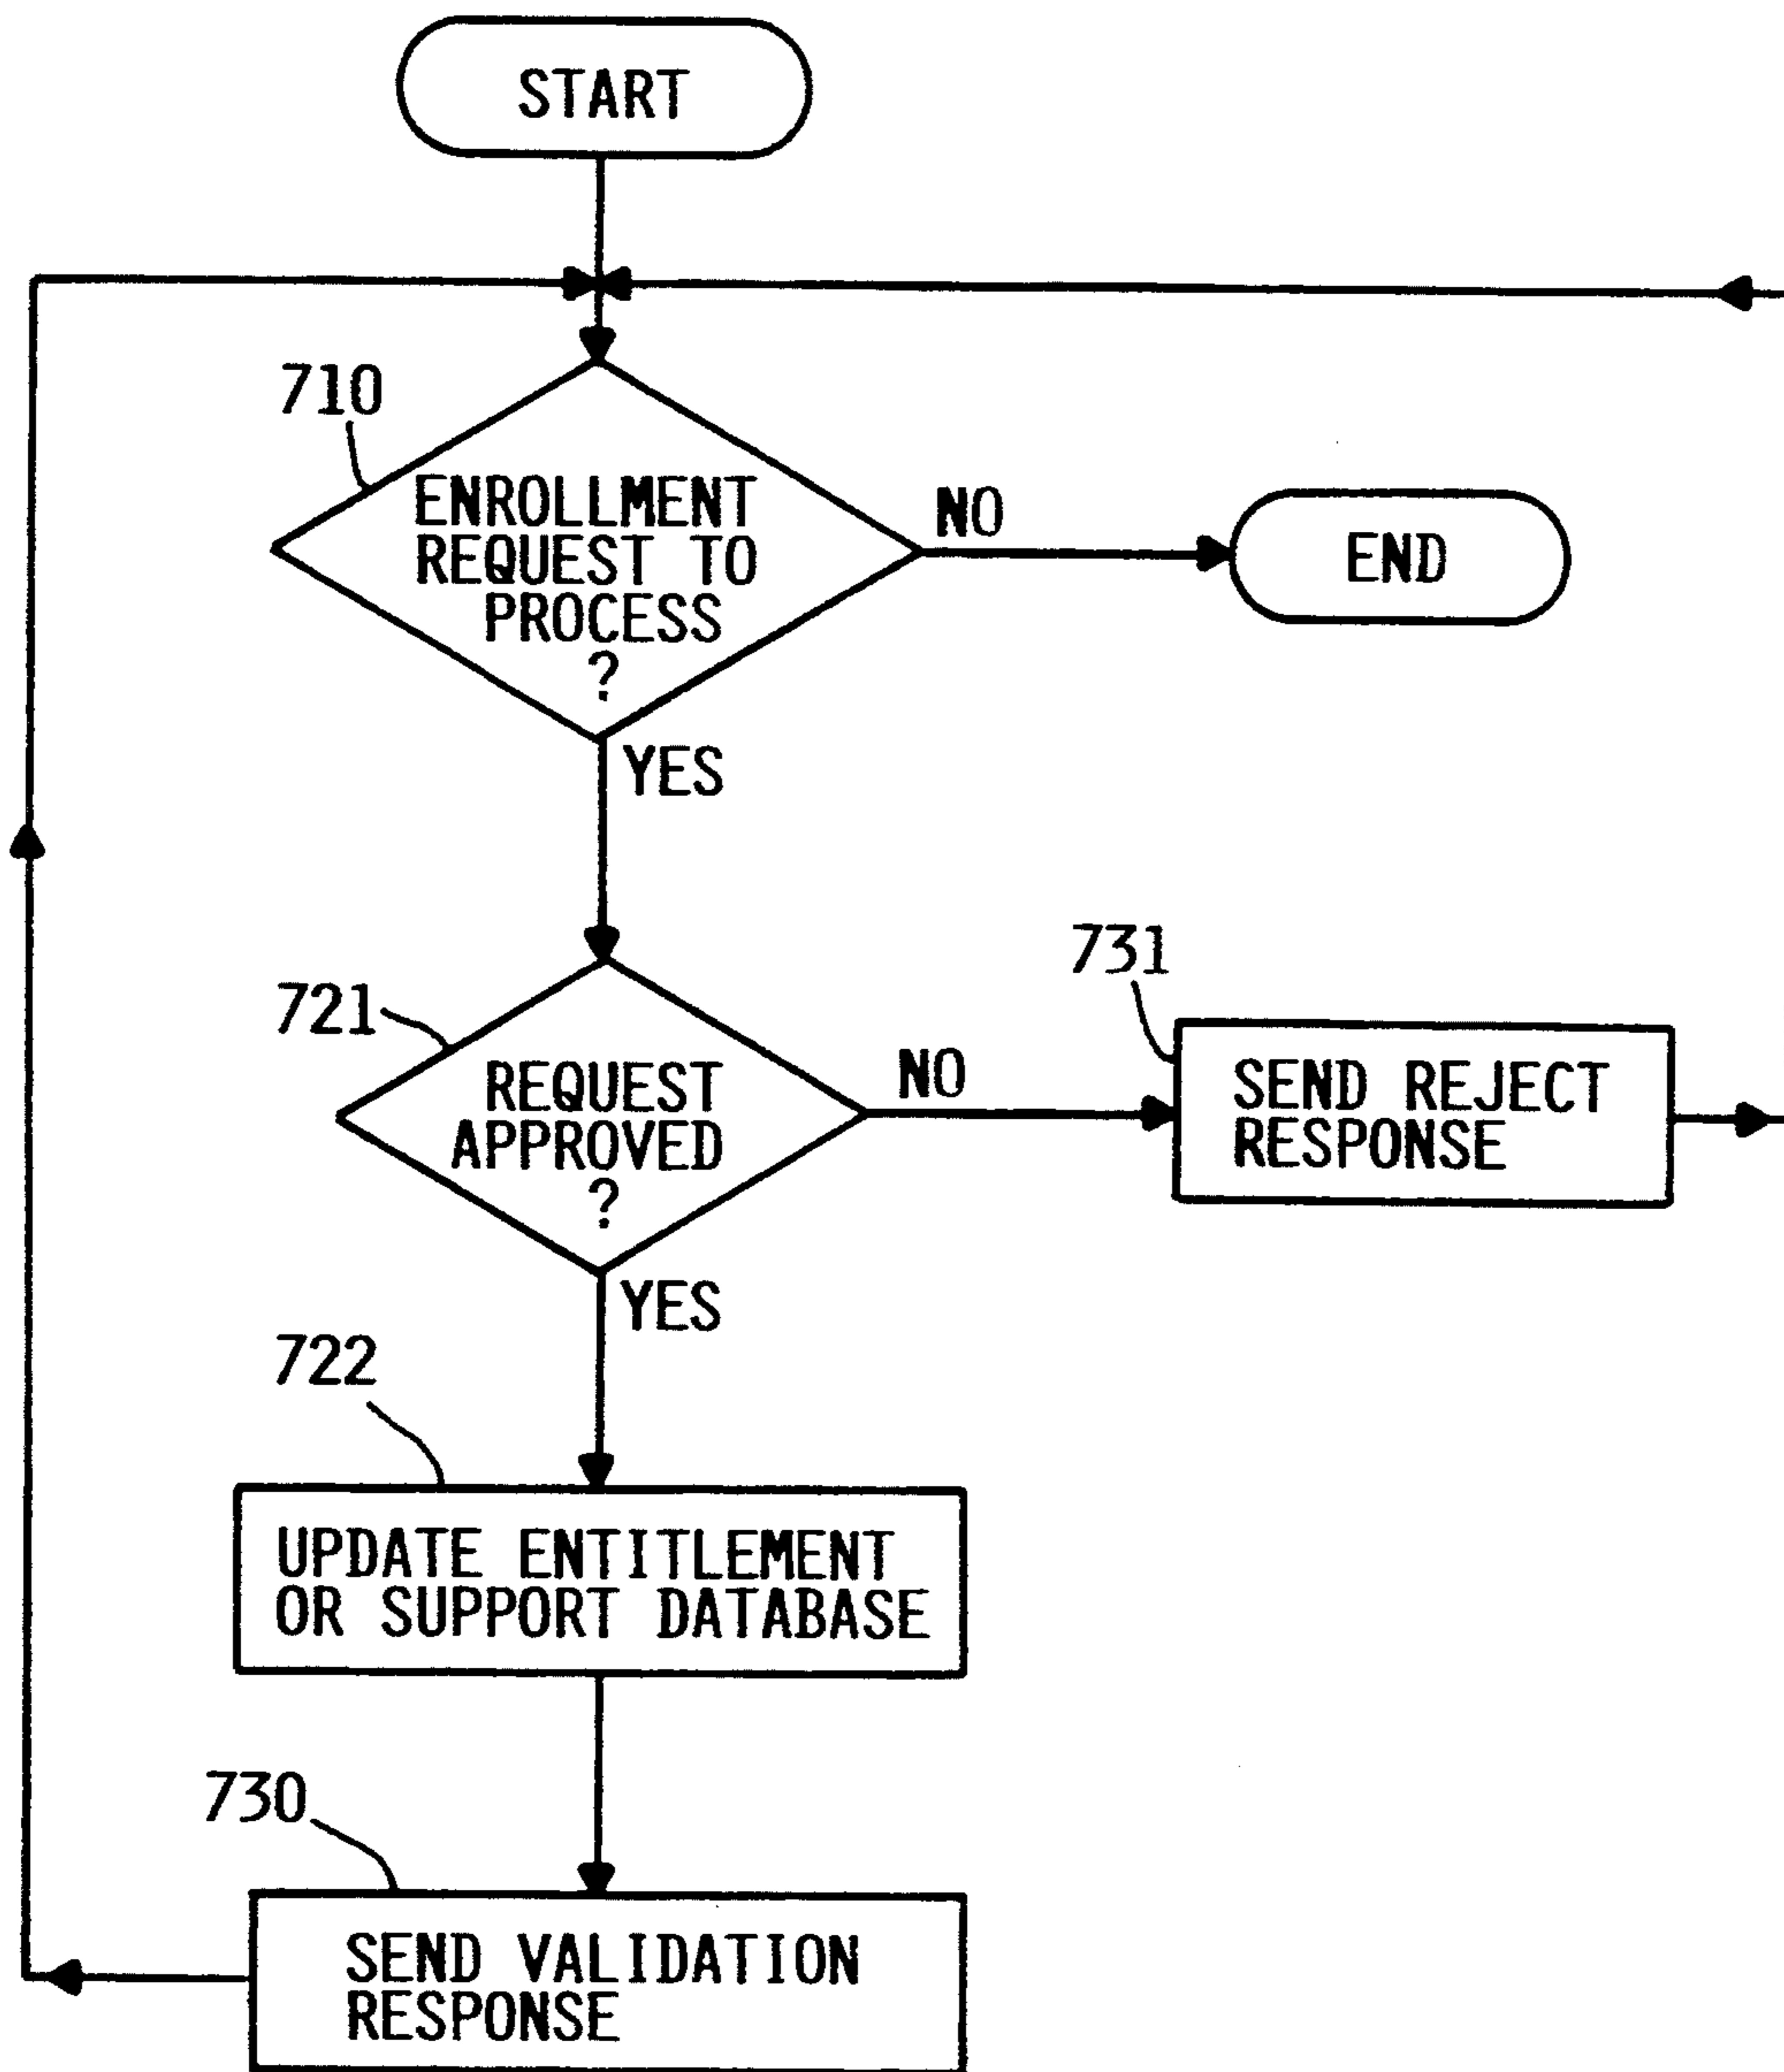 START
710
ENROLLMENT
REQUEST TO
PROCESS
?
NO
END
YES
721
REQUEST
APPROVED
?
NO
731
SEND REJECT
RESPONSE
YES
722
UPDATE ENTITLEMENT
OR SUPPORT DATABASE
730
SEND VALIDATION
RESPONSE